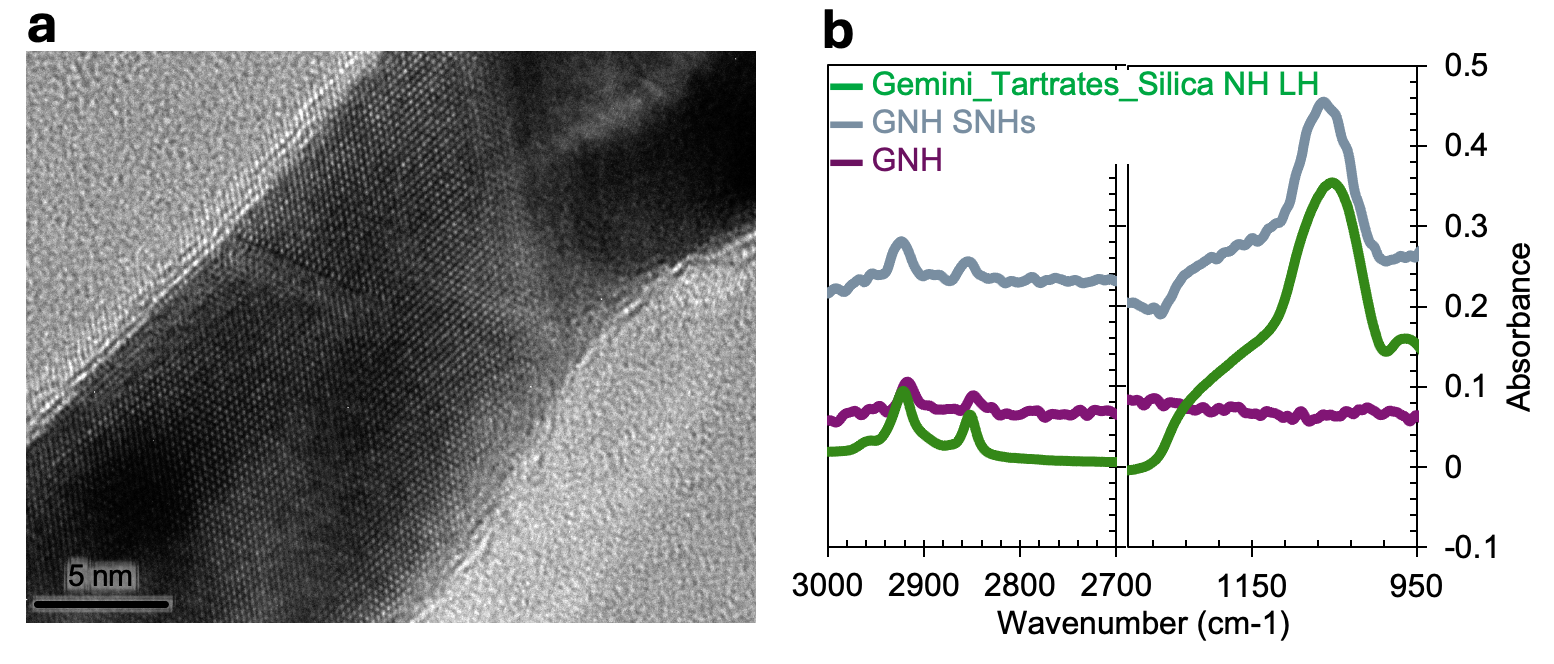 a
5 nm
b
Gemini_Tartrates_Silica NH LH
GNH SNHs
GNH
0.5
0.4
0.3
0.2
0.1
0
-0.1
Absorbance
3000 2900 2800 2700 1150 950
Wavenumber (cm-1)